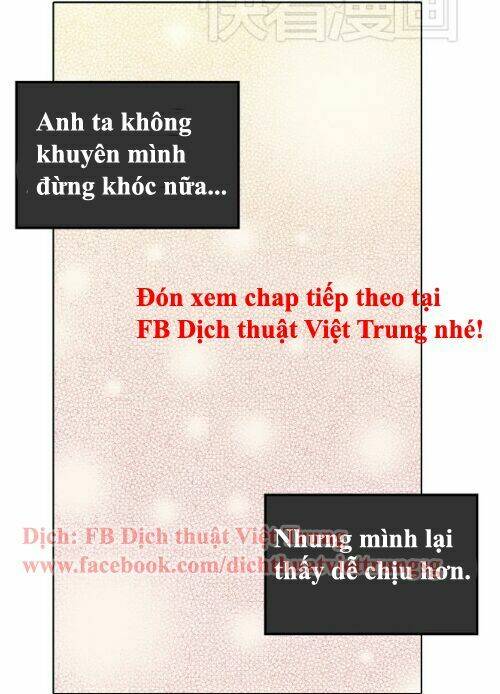 快看漫画
Anh ta không
khuyên mình
đừng khóc nữa...
Đón xem chap tiếp theo tại
FB Dịch thuật Việt Trung nhé!
Dịch: FB Dịch thuật Việt Trung
www.facebook.com/dichthuatviettrungg
Nhưng mình lại
thấy dễ chịu hơn.